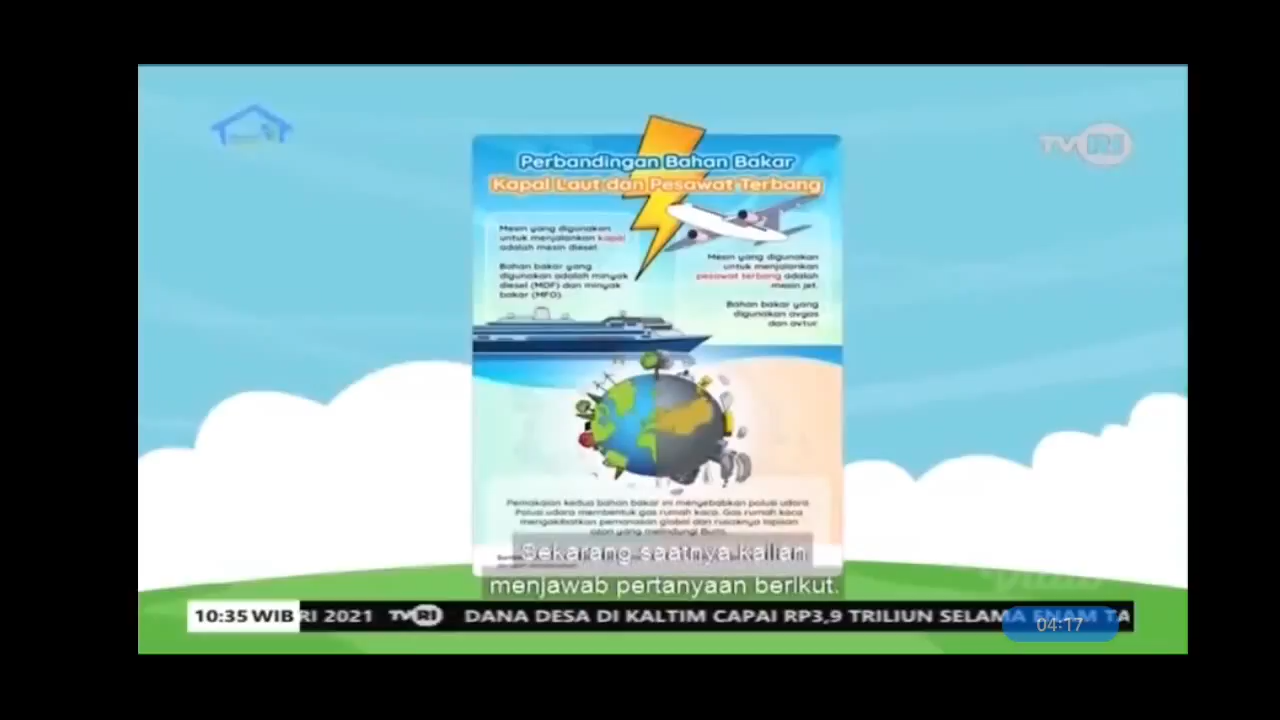 TVRI
Perbandingan Bahan Bakar
Kapal Laut dan Pesawat Terbang
Mesin yang digunakan
untuk menjalankan kapal
adalah mesin diesel.
Bahan bakar yang
digunakan adalah minyak
diesel (MDF) dan minyak
bakar (MFO).
Mesin yang digunakan
untuk menjalankan
pesawat terbang adalah
mesin jet.
Bahan bakar yang
digunakan avgas
dan avtur.
Pemakaian kedua bahan bakar ini menyebabkan polusi udara.
Polusi udara membentuk gas rumah kaca. Gas rumah kaca
mengakibatkan pemanasan global dan rusaknya lapisan
ozon yang melindungi Bumi.
Sekarang saatnya kalian
menjawab pertanyaan berikut.
10:35 WIB RI 2021 TVRI DANA DESA DI KALTIM CAPAI RP3,9 TRILIUN SELAMA ENAM TA
04:17